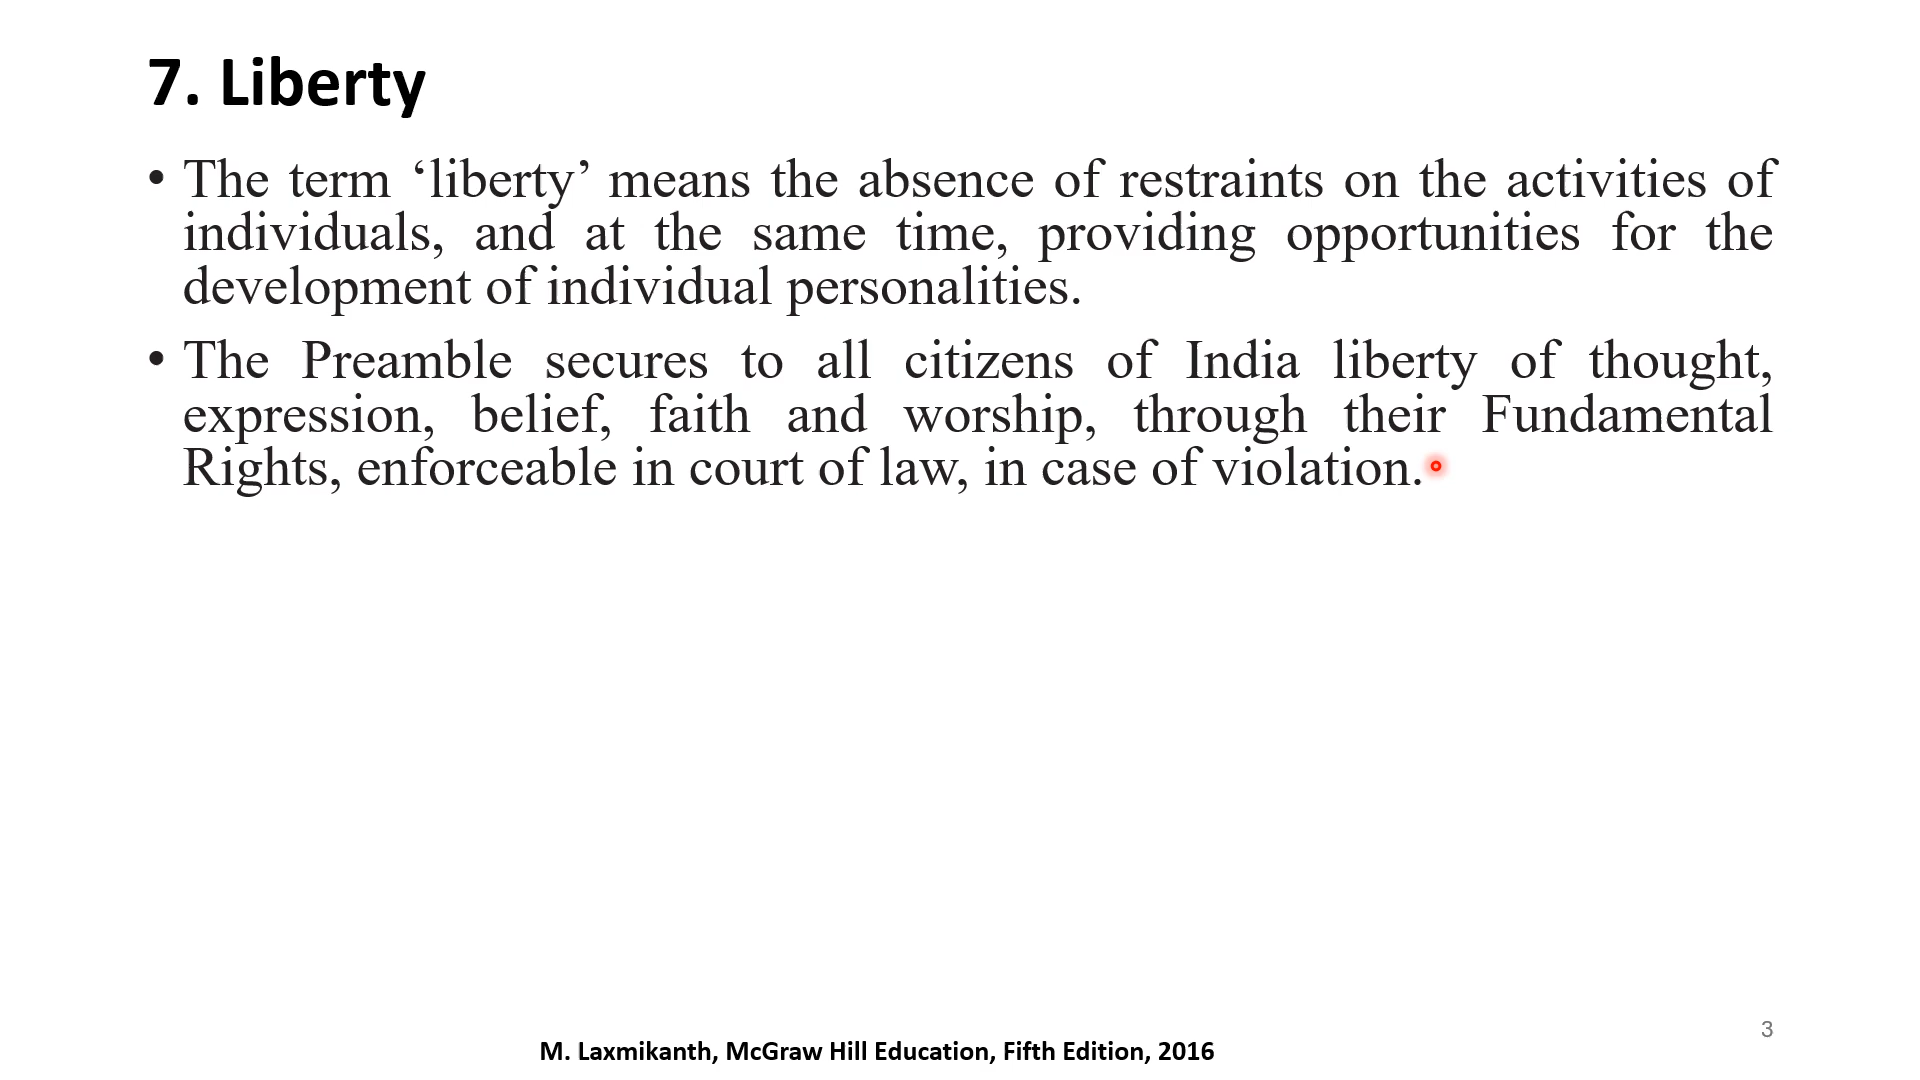 7. Liberty
• The term ‘liberty’ means the absence of restraints on the activities of
individuals, and at the same time, providing opportunities for the
development of individual personalities.
• The Preamble secures to all citizens of India liberty of thought,
expression, belief, faith and worship, through their Fundamental
Rights, enforceable in court of law, in case of violation.
3
M. Laxmikanth, McGraw Hill Education, Fifth Edition, 2016